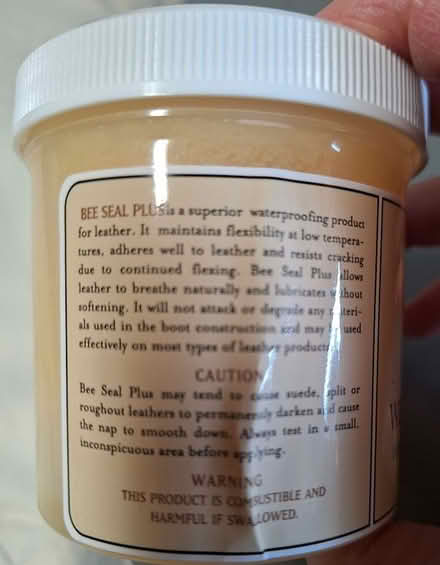 BEE SEAL PLUS is a superior waterproofing product
for leather. It maintains flexibility at low tempera-
tures, adheres well to leather and resists cracking
due to continued flexing. Bee Seal Plus allows
leather to breathe naturally and lubricates without
softening. It will not attack or degrade any materi-
als used in the boot construction and may be used
effectively on most types of leather products.
CAUTION
Bee Seal Plus may tend to cause suede, split or
roughout leathers to permanently darken and cause
the nap to smooth down. Always test in a small,
inconspicuous area before applying.
WARNING
THIS PRODUCT IS COMBUSTIBLE AND
HARMFUL IF SWALLOWED.